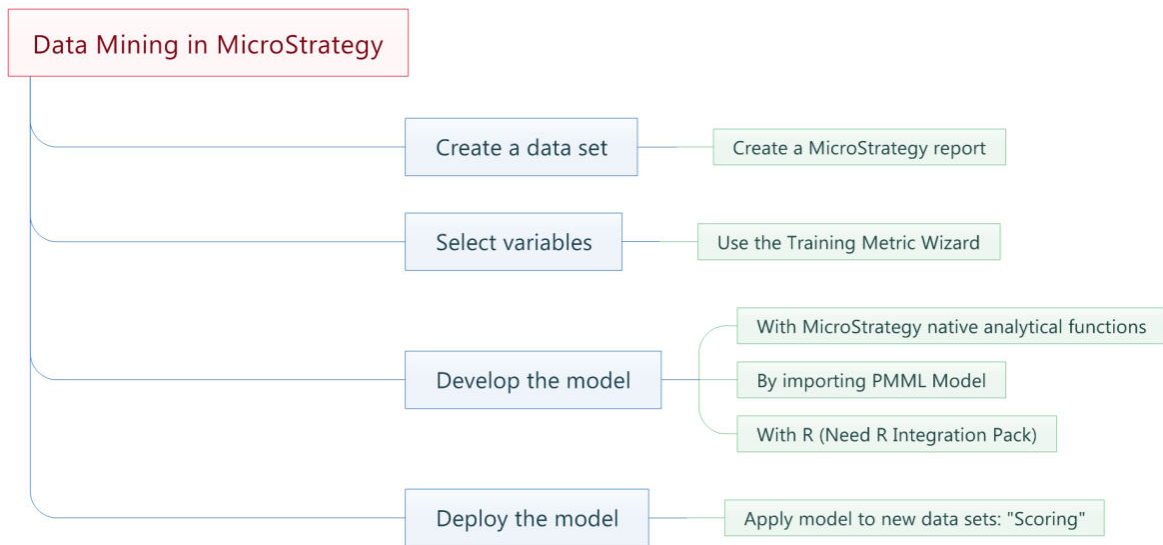 Data Mining in MicroStrategy
Create a data set
Create a MicroStrategy report
Select variables
Use the Training Metric Wizard
Develop the model
With MicroStrategy native analytical functions
By importing PMML Model
With R (Need R Integration Pack)
Deploy the model
Apply model to new data sets: "Scoring"